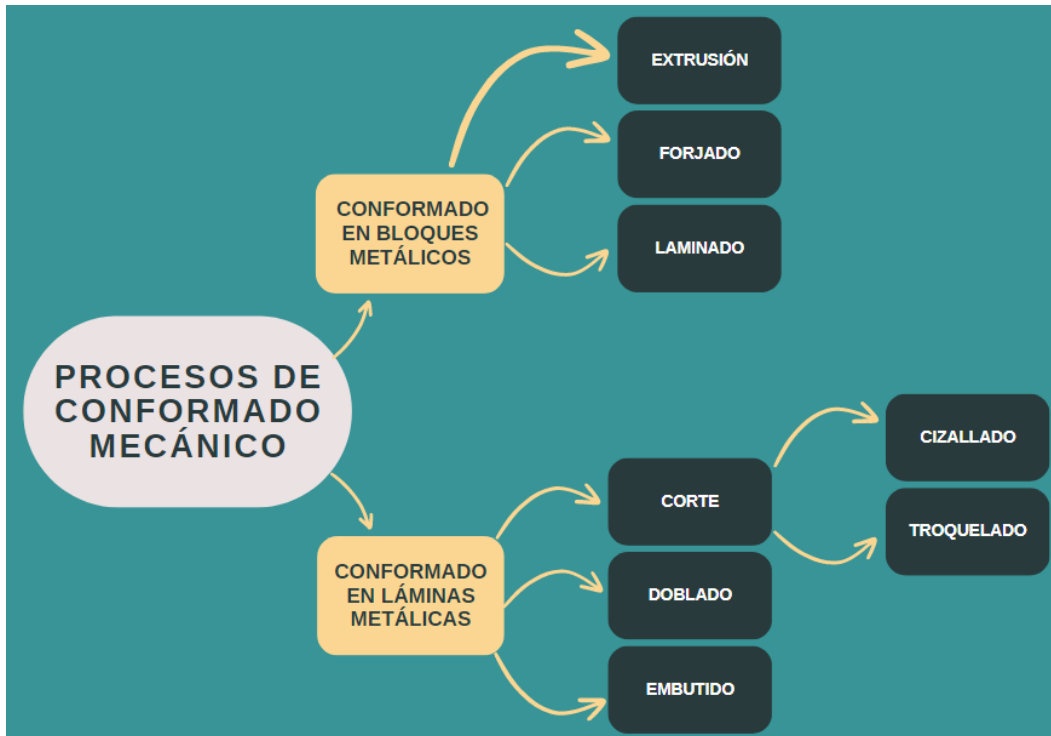 EXTRUSIÓN
FORJADO
CONFORMADO
EN BLOQUES
METÁLICOS
LAMINADO
PROCESOS DE
CONFORMADO
MECÁNICO
CIZALLADO
CORTE
TROQUELADO
CONFORMADO
EN LÁMINAS
METÁLICAS
DOBLADO
EMBUTIDO